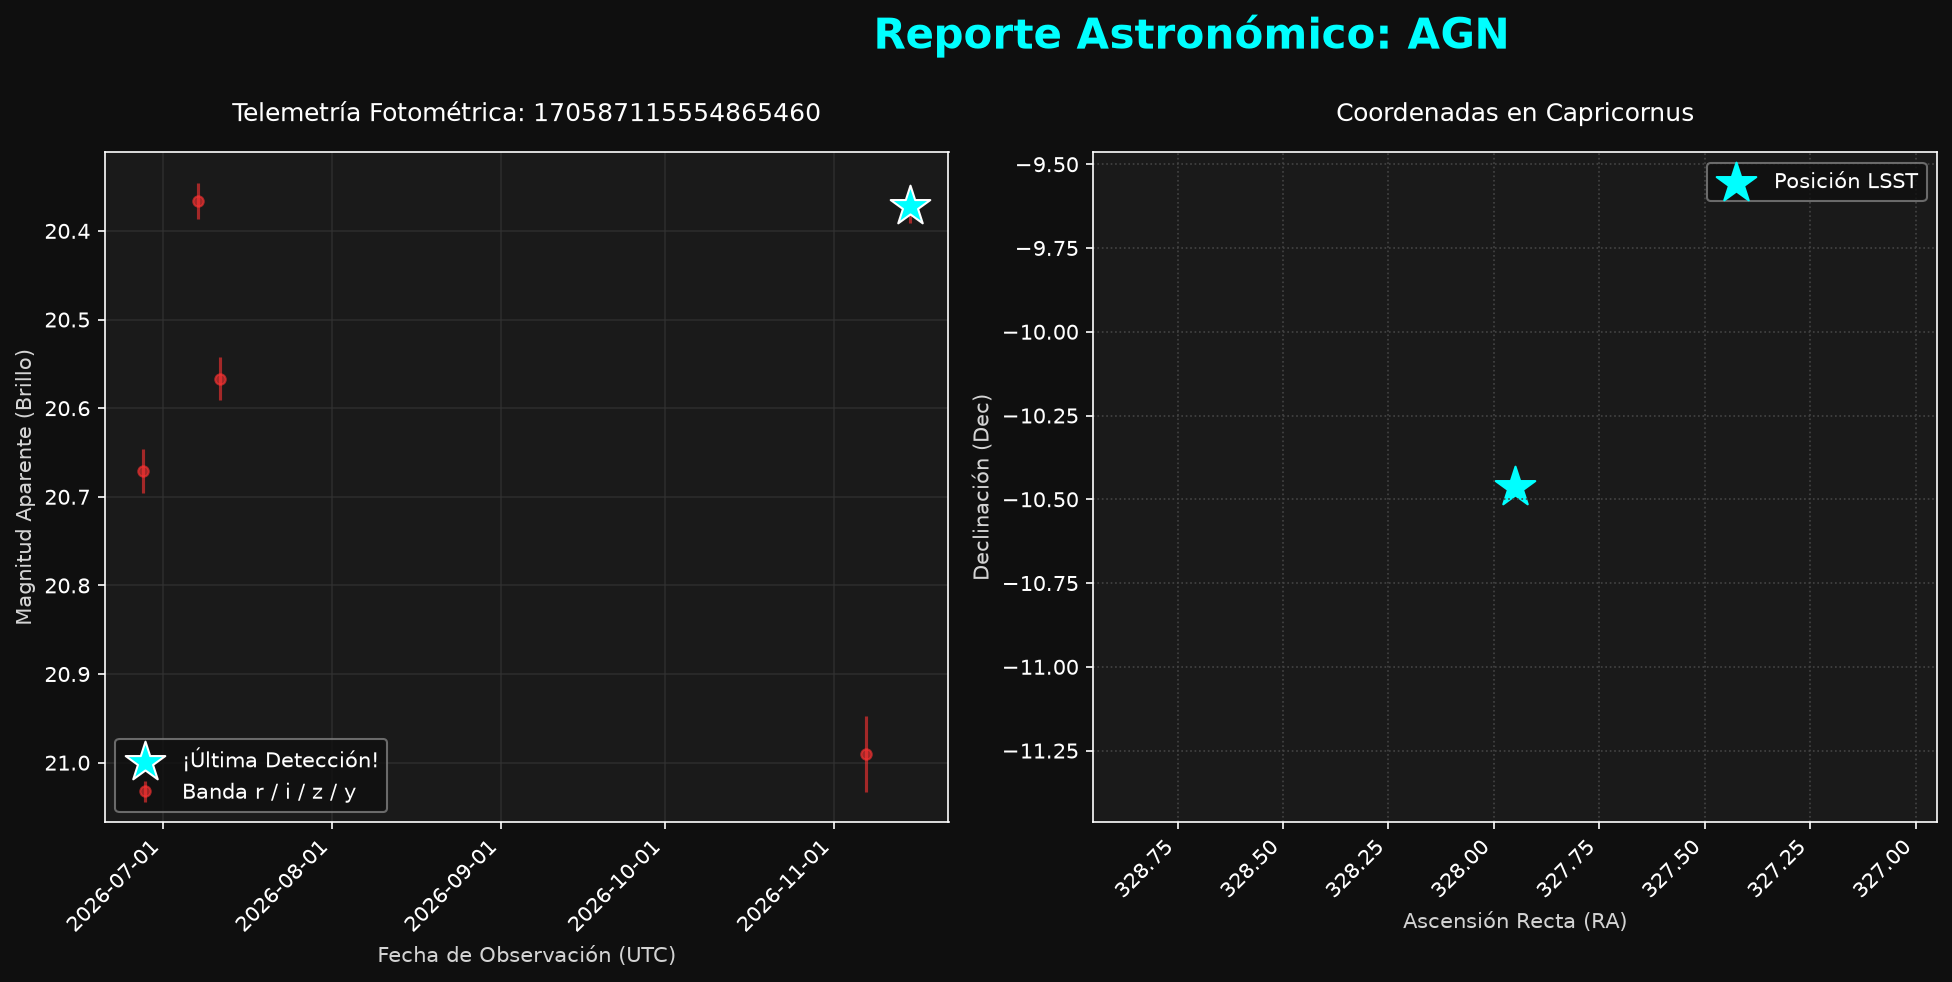 Reporte Astronómico: AGN
Telemetría Fotométrica: 170587115554865460
Magnitud Aparente (Brillo)
20.4
20.5
20.6
20.7
20.8
20.9
21.0
¡Última Detección!
Banda r / i / z / y
2026-07-01
2026-08-01
2026-09-01
2026-10-01
2026-11-01
Fecha de Observación (UTC)
Coordenadas en Capricornus
Declinación (Dec)
−9.50
−9.75
−10.00
−10.25
−10.50
−10.75
−11.00
−11.25
Posición LSST
328.75
328.50
328.25
328.00
327.75
327.50
327.25
327.00
Ascensión Recta (RA)